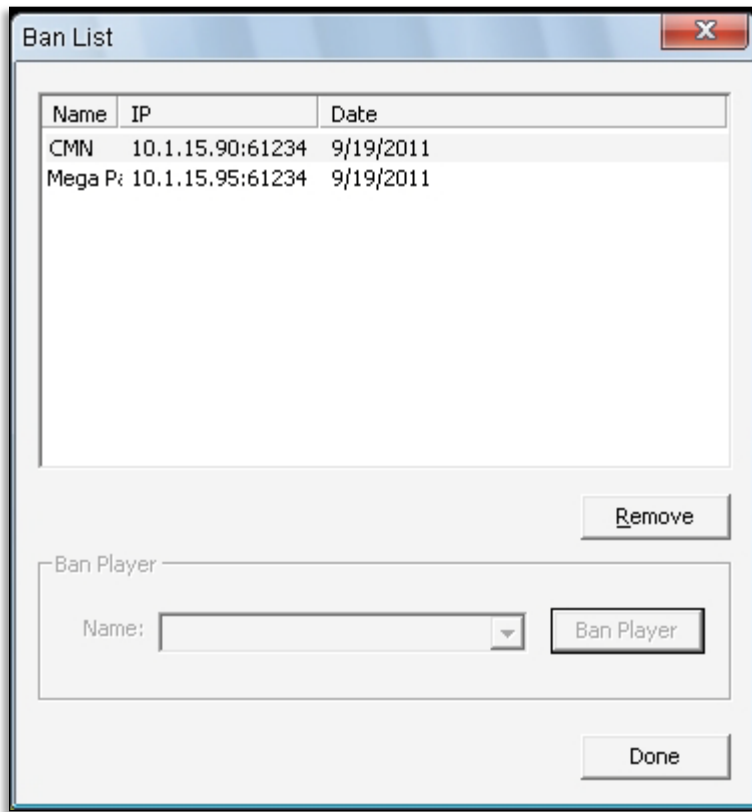 Ban List
Name IP Date
CMN 10.1.15.90:61234 9/19/2011
Mega 10.1.15.95:61234 9/19/2011
Remove
Ban Player
Name: Ban Player
Done